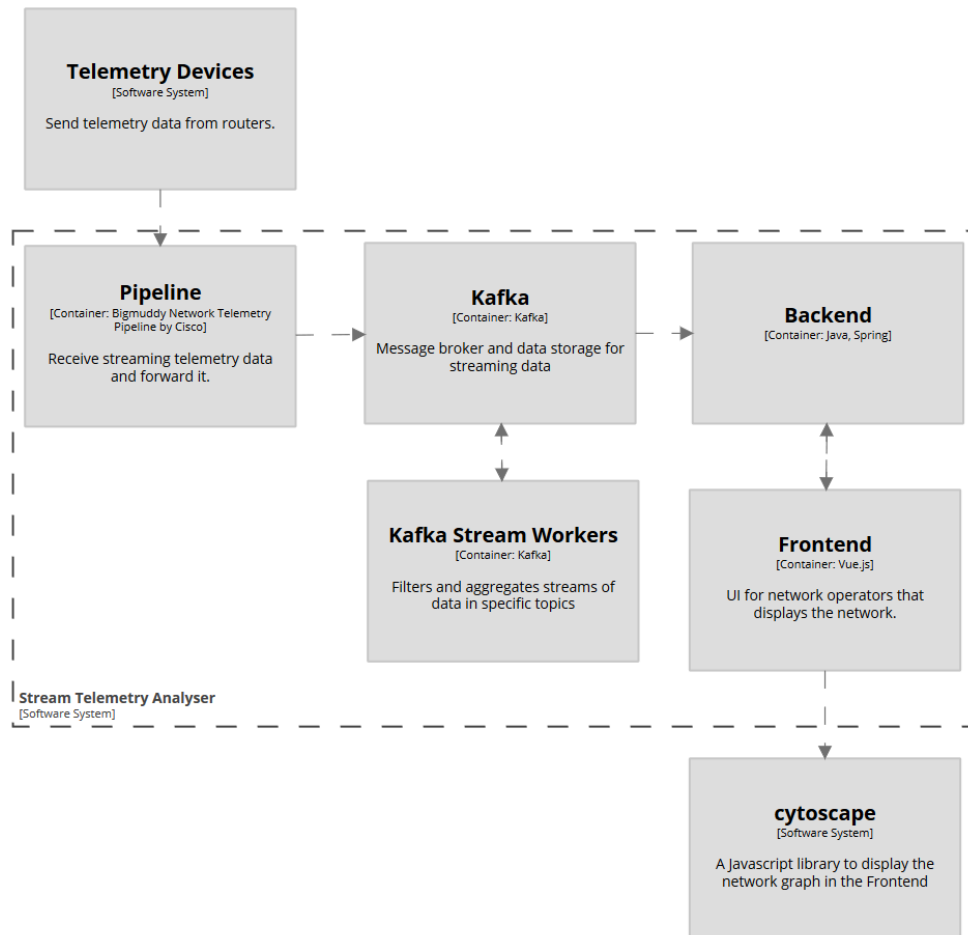 Telemetry Devices
[Software System]
Send telemetry data from routers.
Pipeline
[Container: Bigmuddy Network Telemetry
Pipeline by Cisco]
Receive streaming telemetry data
and forward it.
Kafka
[Container: Kafka]
Message broker and data storage for
streaming data
Backend
[Container: Java, Spring]
Kafka Stream Workers
[Container: Kafka]
Filters and aggregates streams of
data in specific topics
Frontend
[Container: Vue.js]
UI for network operators that
displays the network.
Stream Telemetry Analyser
[Software System]
cytoscape
[Software System]
A Javascript library to display the
network graph in the Frontend